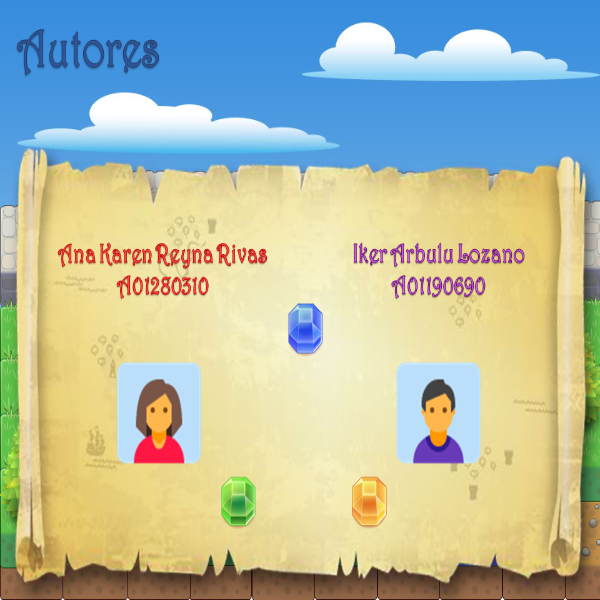 Autores
Ana Karen Reyna Rivas
A01280310
Iker Arbulu Lozano
A01190690